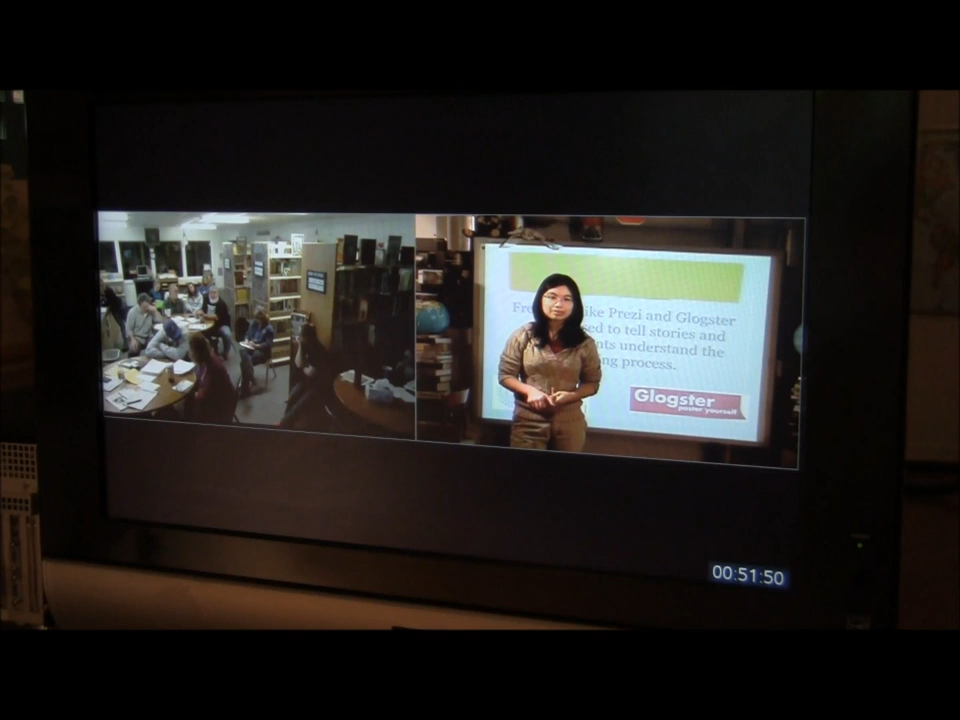 Fre ike Prezi and Glogster
sed to tell stories and
nts understand the
ng process.
Glogster
poster yourself
00:51:50